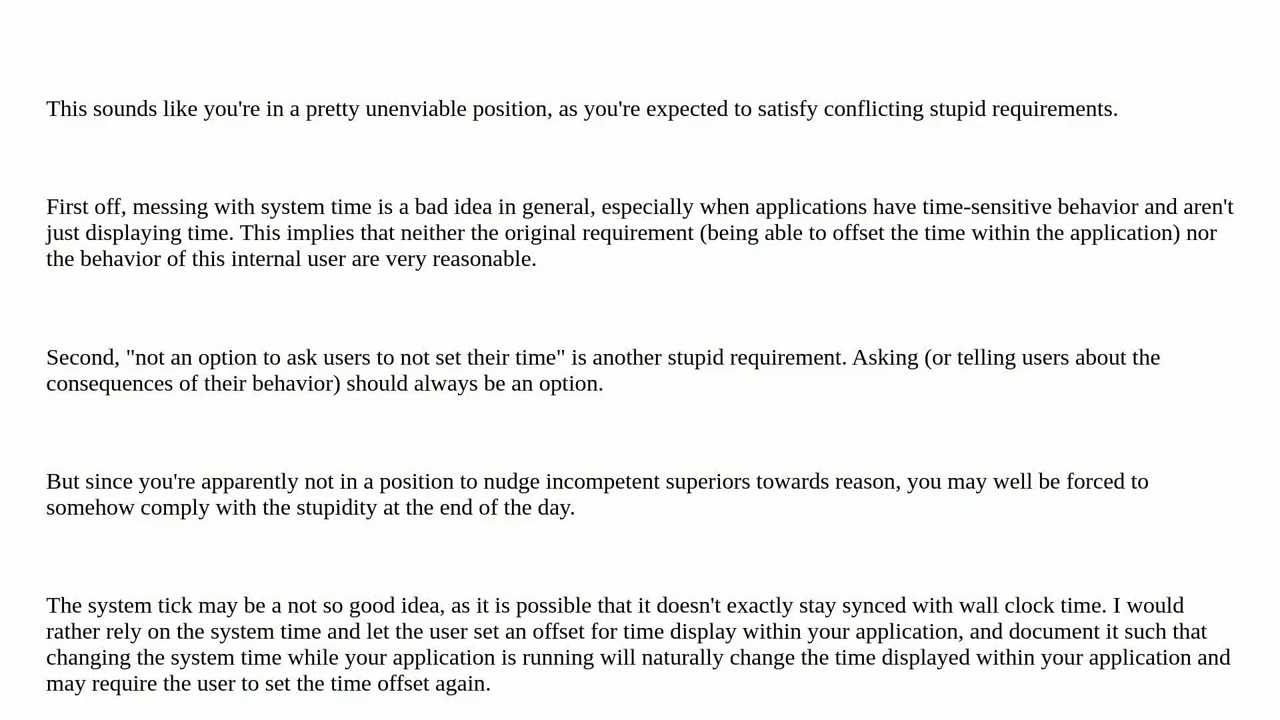 This sounds like you're in a pretty unenviable position, as you're expected to satisfy conflicting stupid requirements.
First off, messing with system time is a bad idea in general, especially when applications have time-sensitive behavior and aren't
just displaying time. This implies that neither the original requirement (being able to offset the time within the application) nor
the behavior of this internal user are very reasonable.
Second, "not an option to ask users to not set their time" is another stupid requirement. Asking (or telling users about the
consequences of their behavior) should always be an option.
But since you're apparently not in a position to nudge incompetent superiors towards reason, you may well be forced to
somehow comply with the stupidity at the end of the day.
The system tick may be a not so good idea, as it is possible that it doesn't exactly stay synced with wall clock time. I would
rather rely on the system time and let the user set an offset for time display within your application, and document it such that
changing the system time while your application is running will naturally change the time displayed within your application and
may require the user to set the time offset again.